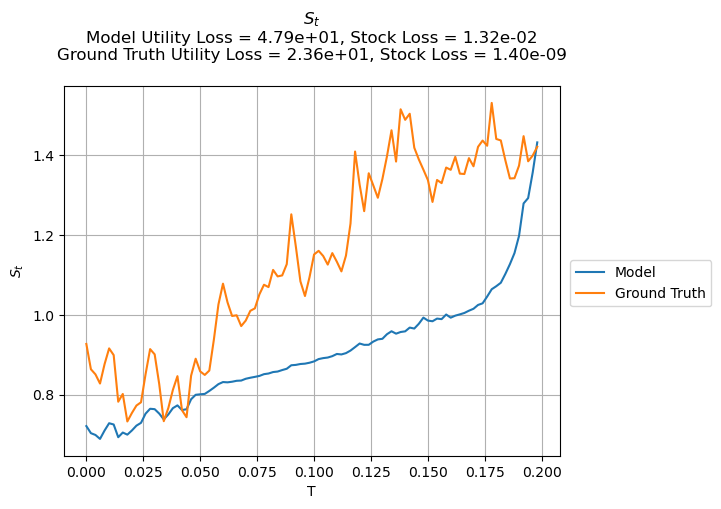 S_t
Model Utility Loss = 4.79e+01, Stock Loss = 1.32e-02
Ground Truth Utility Loss = 2.36e+01, Stock Loss = 1.40e-09
1.4
1.2
1.0
0.8
S_t
0.000 0.025 0.050 0.075 0.100 0.125 0.150 0.175 0.200
T
Model
Ground Truth